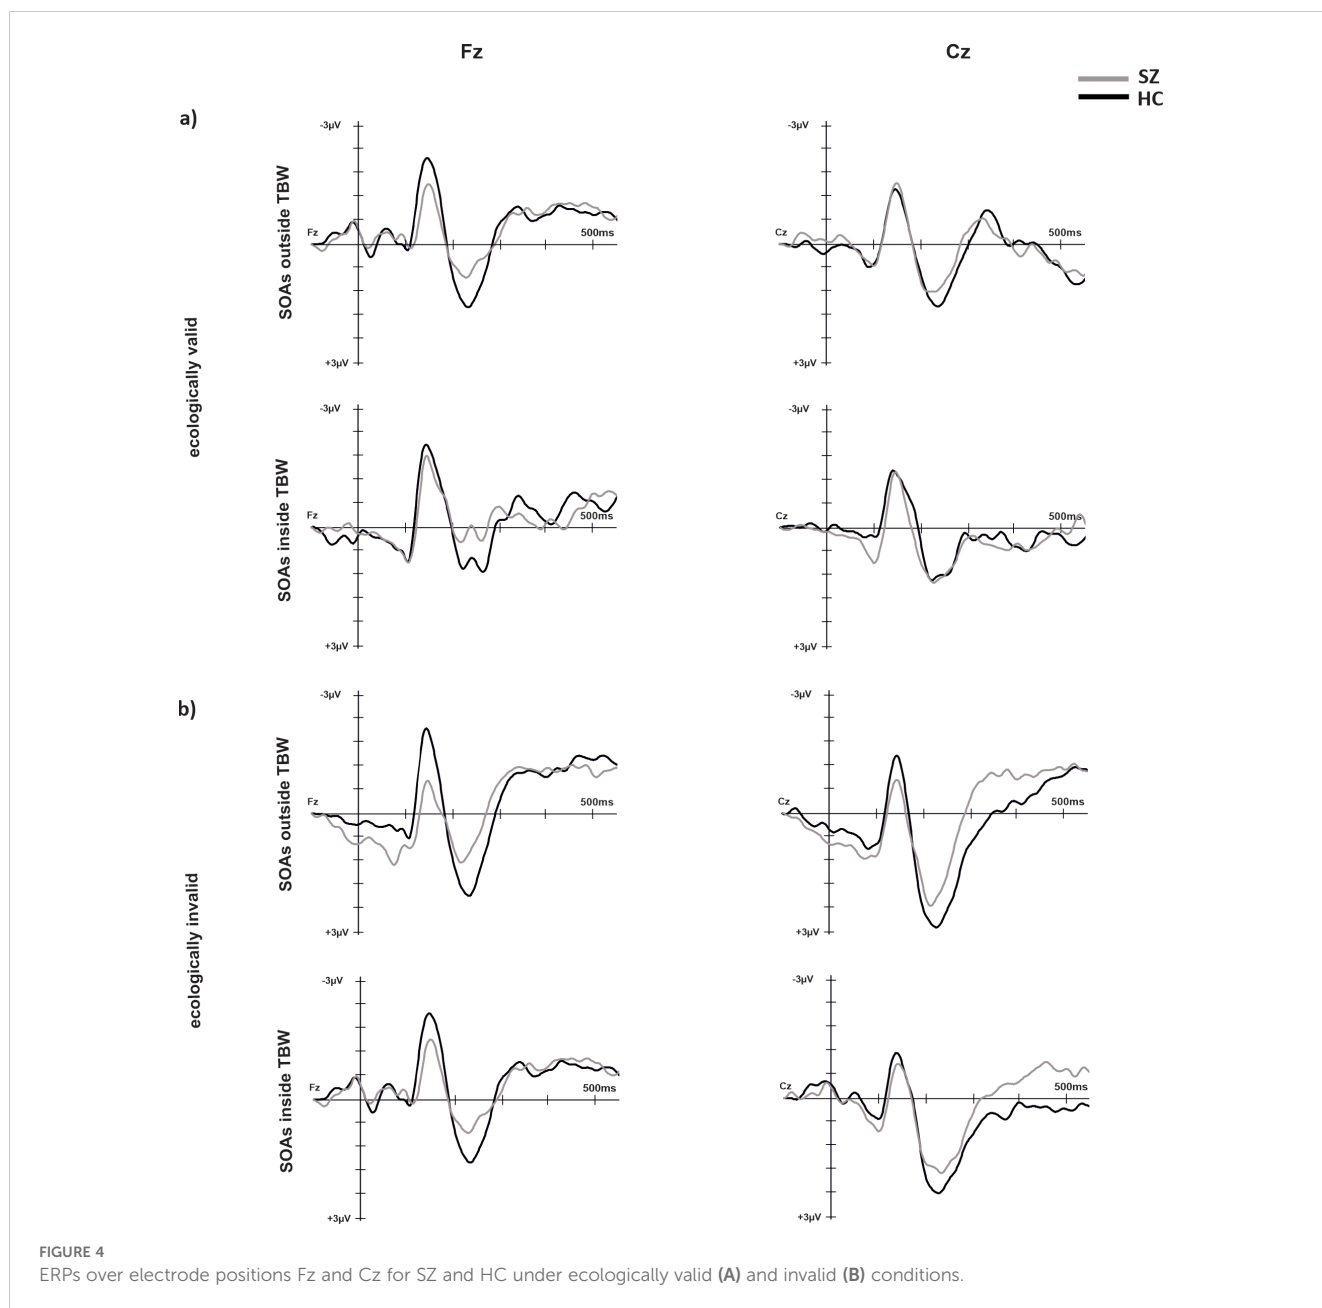 Fz
Cz
SZ
HC
a)
ecologically valid
SOAs outside TBW
-3µV
Fz
500ms
+3µV
-3µV
Cz
500ms
+3µV
SOAs inside TBW
-3µV
Fz
500ms
+3µV
-3µV
Cz
500ms
+3µV
b)
ecologically invalid
SOAs outside TBW
-3µV
Fz
500ms
+3µV
-3µV
Cz
500ms
+3µV
SOAs inside TBW
-3µV
Fz
500ms
+3µV
-3µV
Cz
500ms
+3µV
FIGURE 4
ERPs over electrode positions Fz and Cz for SZ and HC under ecologically valid (A) and invalid (B) conditions.